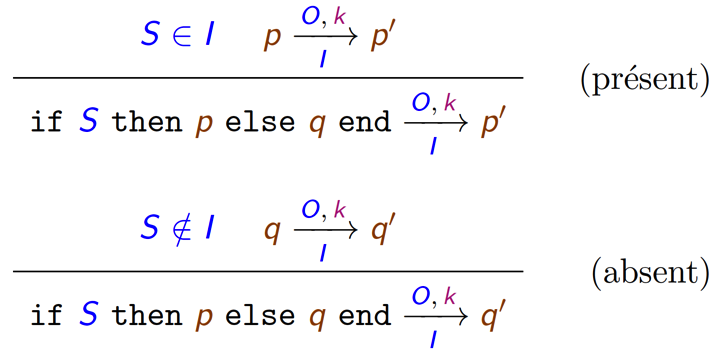 S ∈ I p O, k → I p′
(présent)
if S then p else q end O, k → I p′
S ∉ I q O, k → I q′
(absent)
if S then p else q end O, k → I q′